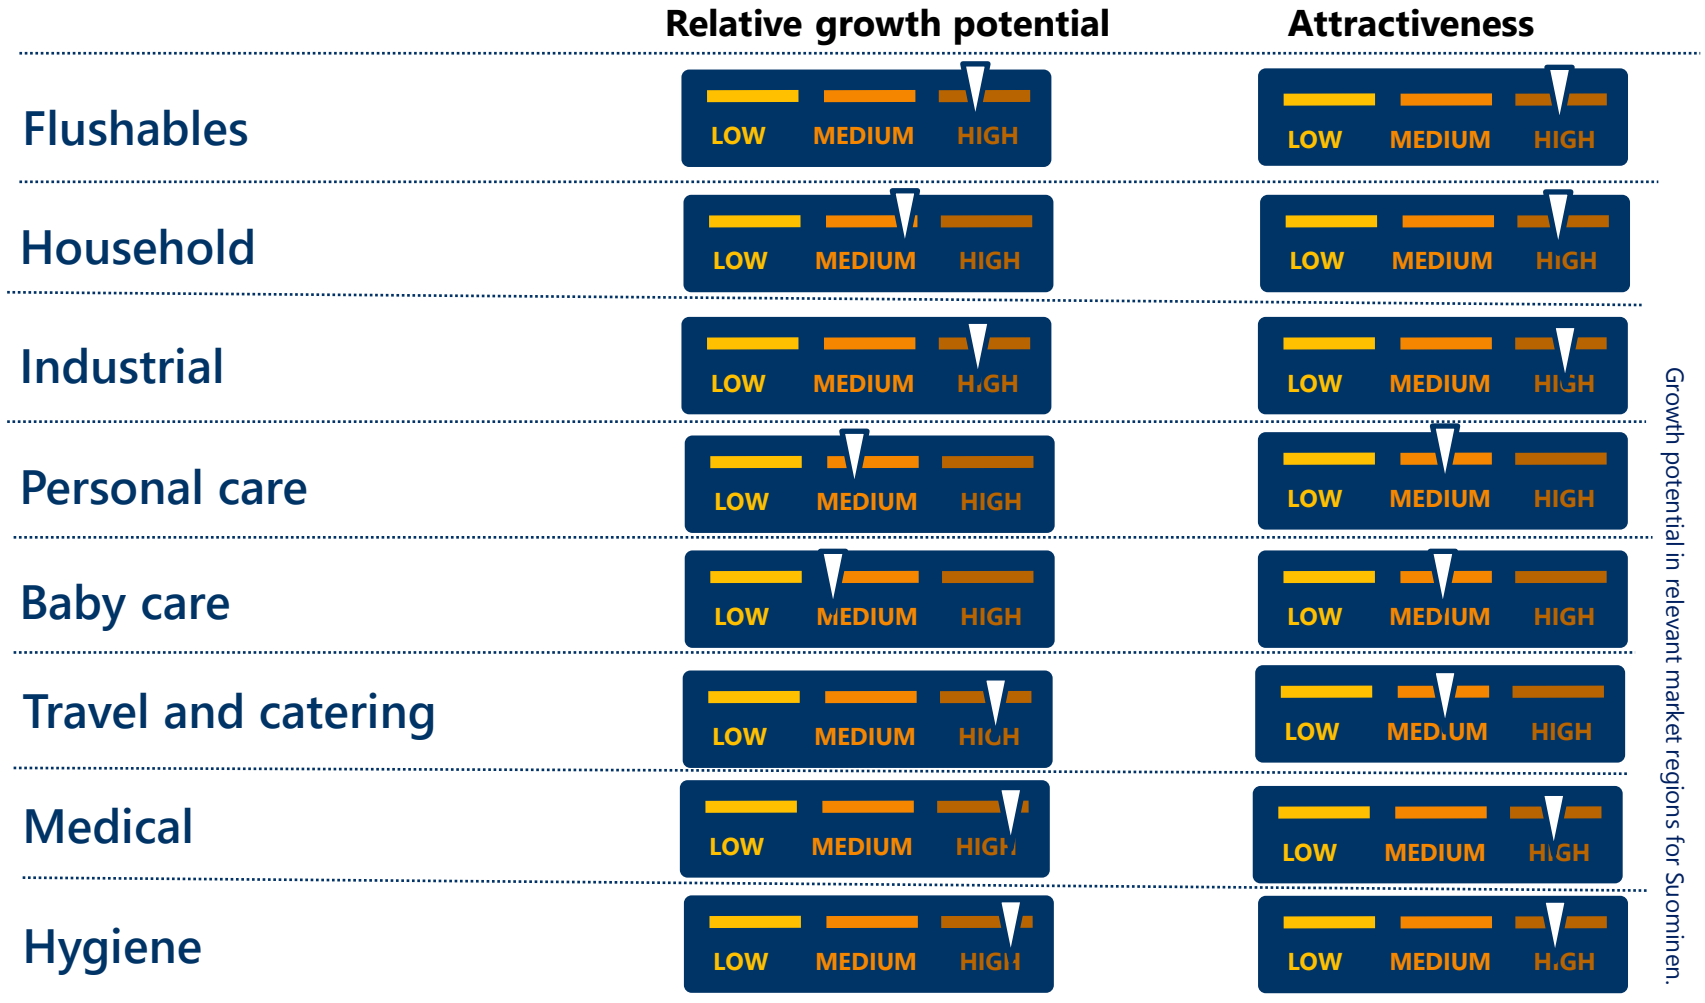 Relative growth potential Attractiveness
Flushables
LOW MEDIUM HIGH
LOW MEDIUM HIGH
Household
LOW MEDIUM HIGH
LOW MEDIUM HIGH
Industrial
LOW MEDIUM HIGH
LOW MEDIUM HIGH
Personal care
LOW MEDIUM HIGH
LOW MEDIUM HIGH
Baby care
LOW MEDIUM HIGH
LOW MEDIUM HIGH
Travel and catering
LOW MEDIUM HIGH
LOW MEDIUM HIGH
Medical
LOW MEDIUM HIGH
LOW MEDIUM HIGH
Hygiene
LOW MEDIUM HIGH
LOW MEDIUM HIGH
Growth potential in relevant market regions for Suominen.